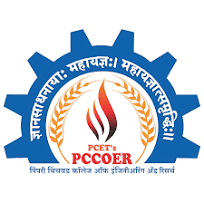 ज्ञानसाधनायाः महायज्ञः। महायज्ञात्समृद्धिः॥
PCET's
PCCOER
पिंपरी चिंचवड कॉलेज ऑफ इंजिनीअरिंग अँड रिसर्च